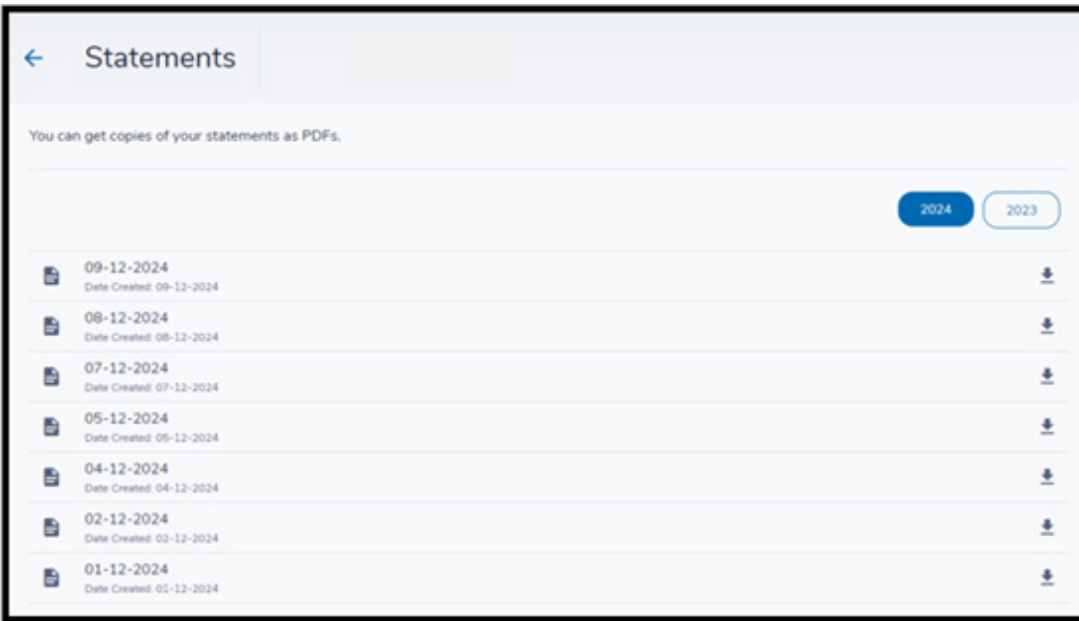 Statements
You can get copies of your statements as PDFs.
2024 2023
09-12-2024
Date Created: 09-12-2024
08-12-2024
Date Created: 08-12-2024
07-12-2024
Date Created: 07-12-2024
05-12-2024
Date Created: 05-12-2024
04-12-2024
Date Created: 04-12-2024
02-12-2024
Date Created: 02-12-2024
01-12-2024
Date Created: 01-12-2024